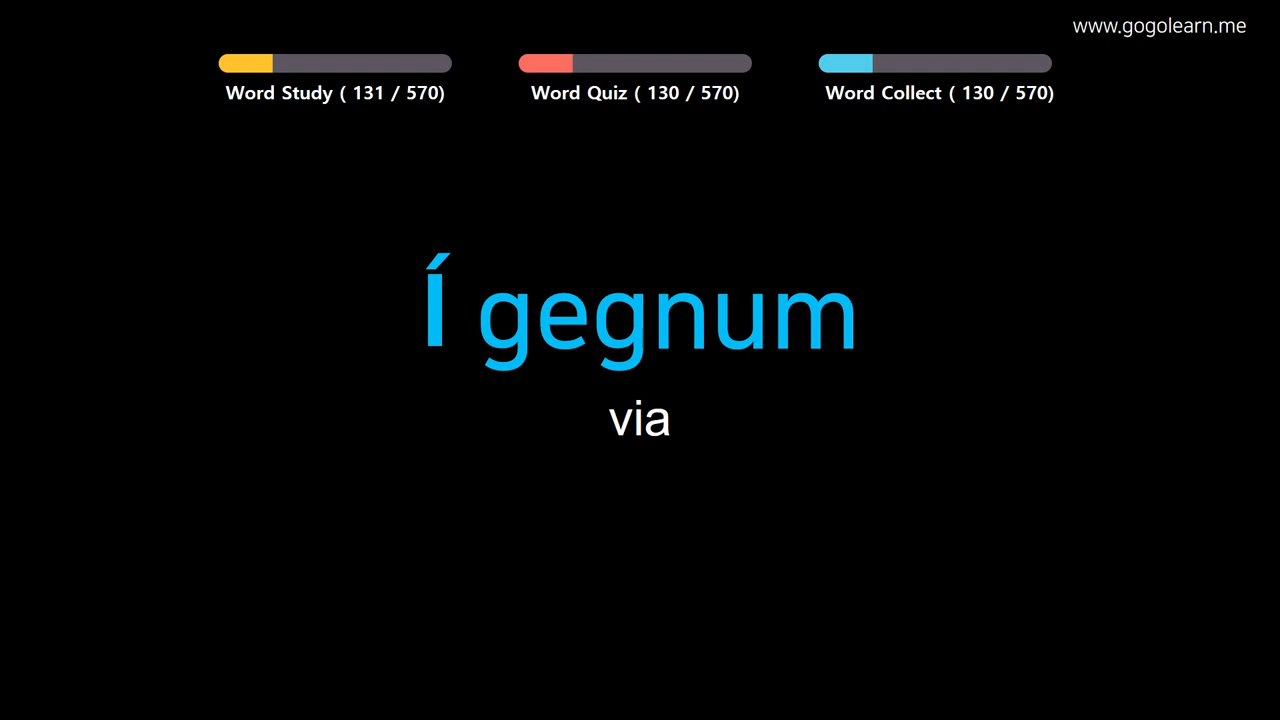 www.gogolearn.me
Word Study ( 131 / 570)
Word Quiz ( 130 / 570)
Word Collect ( 130 / 570)
Í gegnum
via